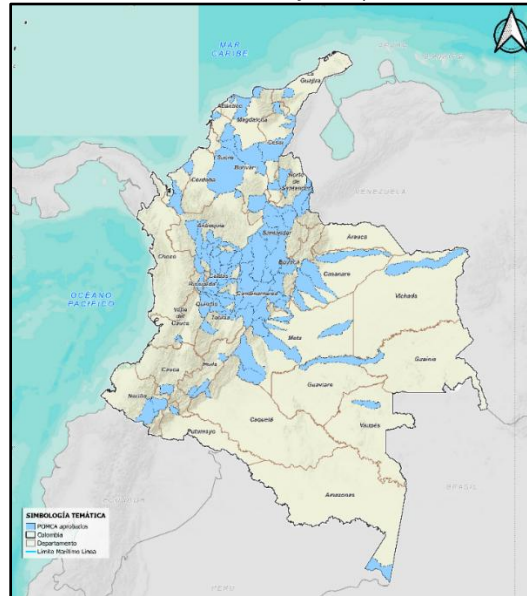 MAR
CARIBE
La
Guajira
Atlántico
Magdalena
Cesar
Sucre
Bolívar
Norte
de
Santander
Córdoba
VENEZUELA
Antioquia
Santander
Arauca
Chocó
Boyacá
Casanare
Caldas
Risaralda
Cundinamarca
Vichada
OCÉANO
PACÍFICO
Quindío
Valle
del
Cauca
Tolima
Meta
Guainía
Cauca
Huila
Guaviare
Nariño
Caquetá
Vaupés
Putumayo
ECUADOR
Amazonas
BRASIL
PERÚ
SIMBOLOGÍA TEMÁTICA
POMCA aprobados
Colombia
Departamento
Límite Marítimo Línea